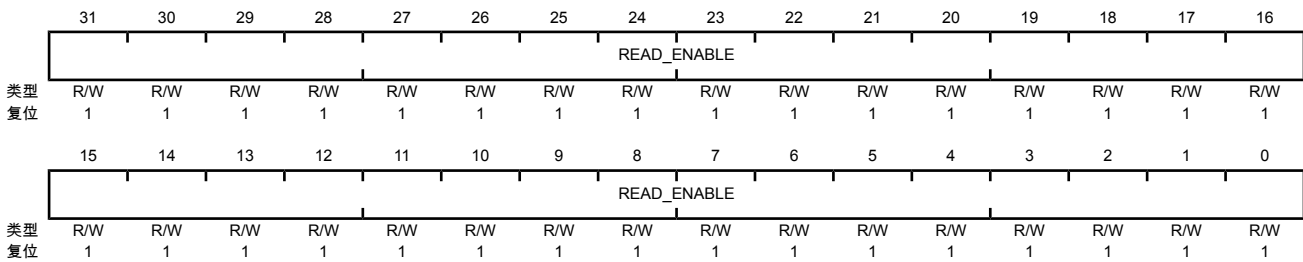 31 30 29 28 27 26 25 24 23 22 21 20 19 18 17 16
READ_ENABLE
类型 R/W R/W R/W R/W R/W R/W R/W R/W R/W R/W R/W R/W R/W R/W R/W R/W
复位 1 1 1 1 1 1 1 1 1 1 1 1 1 1 1 1
15 14 13 12 11 10 9 8 7 6 5 4 3 2 1 0
READ_ENABLE
类型 R/W R/W R/W R/W R/W R/W R/W R/W R/W R/W R/W R/W R/W R/W R/W R/W
复位 1 1 1 1 1 1 1 1 1 1 1 1 1 1 1 1